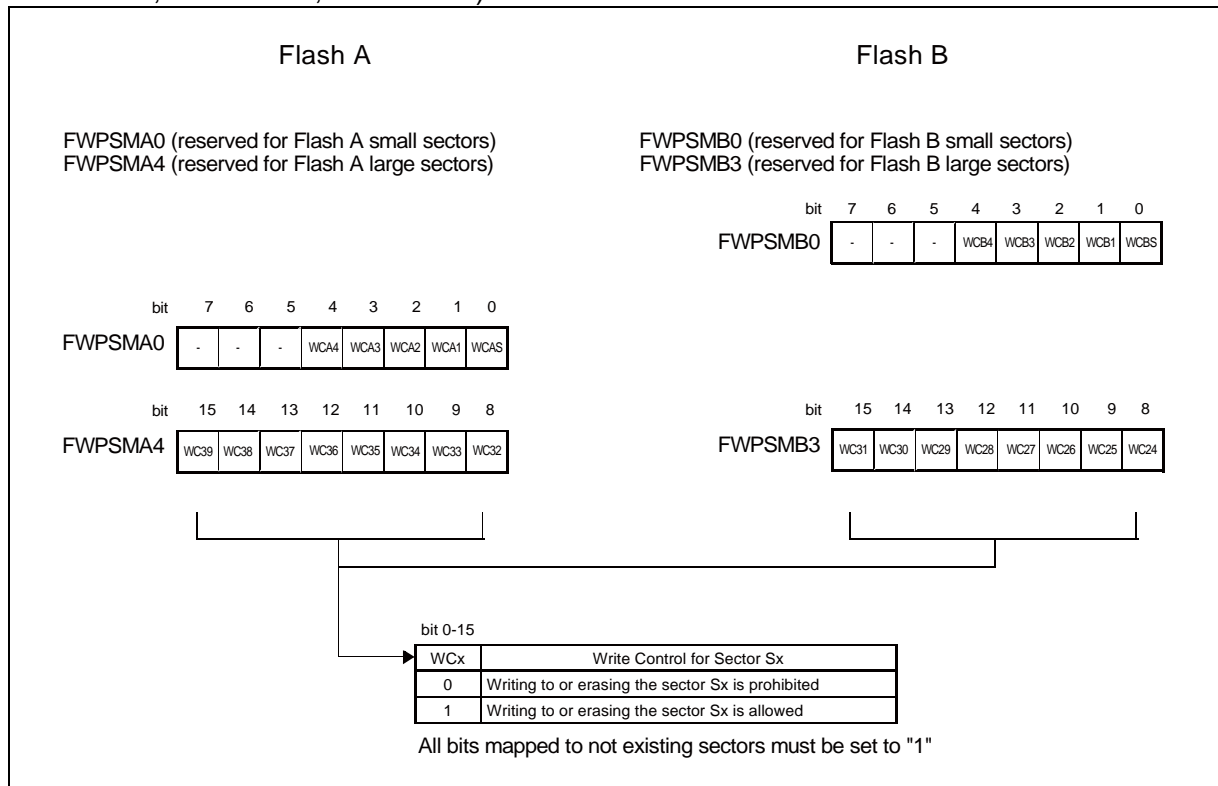 Flash A
Flash B
FWPSMA0 (reserved for Flash A small sectors)
FWPSMA4 (reserved for Flash A large sectors)
FWPSMB0 (reserved for Flash B small sectors)
FWPSMB3 (reserved for Flash B large sectors)
bit 7 6 5 4 3 2 1 0
FWPSMB0 - - - WCB4 WCB3 WCB2 WCB1 WCBS
bit 7 6 5 4 3 2 1 0
FWPSMA0 - - - WCA4 WCA3 WCA2 WCA1 WCAS
bit 15 14 13 12 11 10 9 8
FWPSMA4 WC39 WC38 WC37 WC36 WC35 WC34 WC33 WC32
bit 15 14 13 12 11 10 9 8
FWPSMB3 WC31 WC30 WC29 WC28 WC27 WC26 WC25 WC24
bit 0-15
WCx Write Control for Sector Sx
0 Writing to or erasing the sector Sx is prohibited
1 Writing to or erasing the sector Sx is allowed
All bits mapped to not existing sectors must be set to "1"